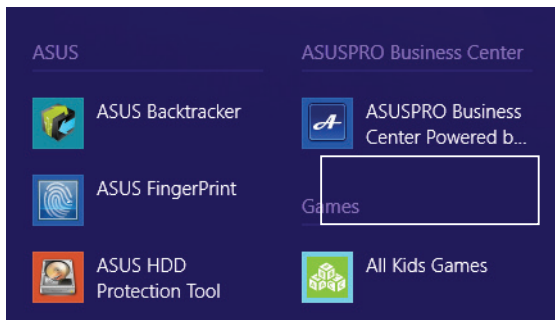 ASUS
ASUS Backtracker
ASUS FingerPrint
ASUS HDD
Protection Tool
ASUSPRO Business Center
ASUSPRO Business
Center Powered b...
Games
All Kids Games